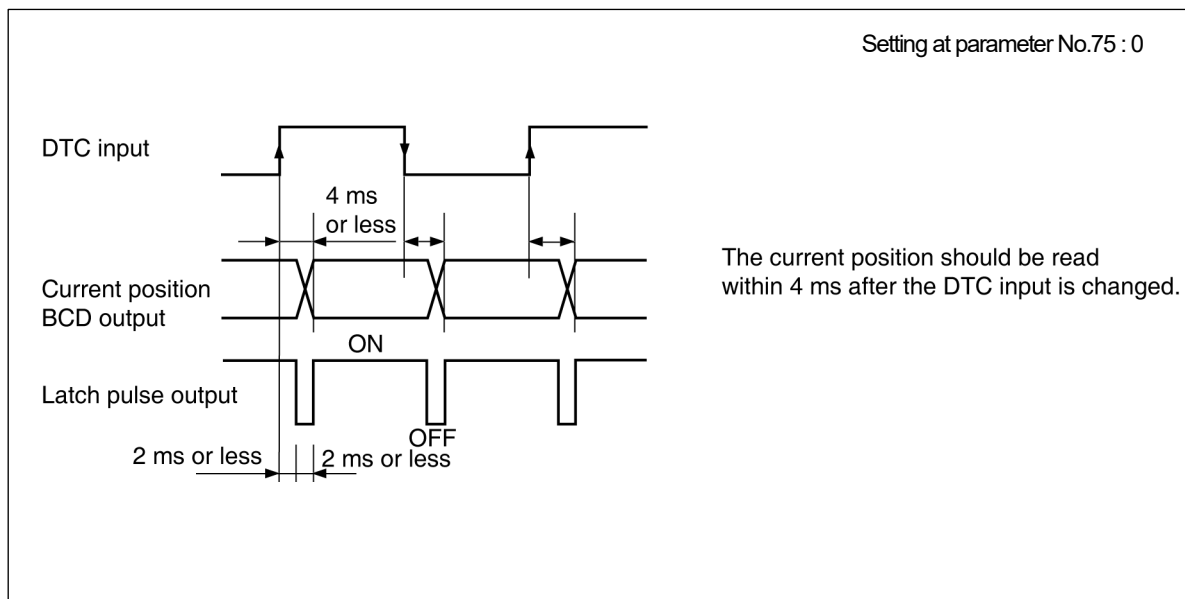 Setting at parameter No.75 : 0
DTC input
4 ms
or less
The current position should be read
within 4 ms after the DTC input is changed.
Current position
BCD output
ON
Latch pulse output
OFF
2 ms or less
2 ms or less